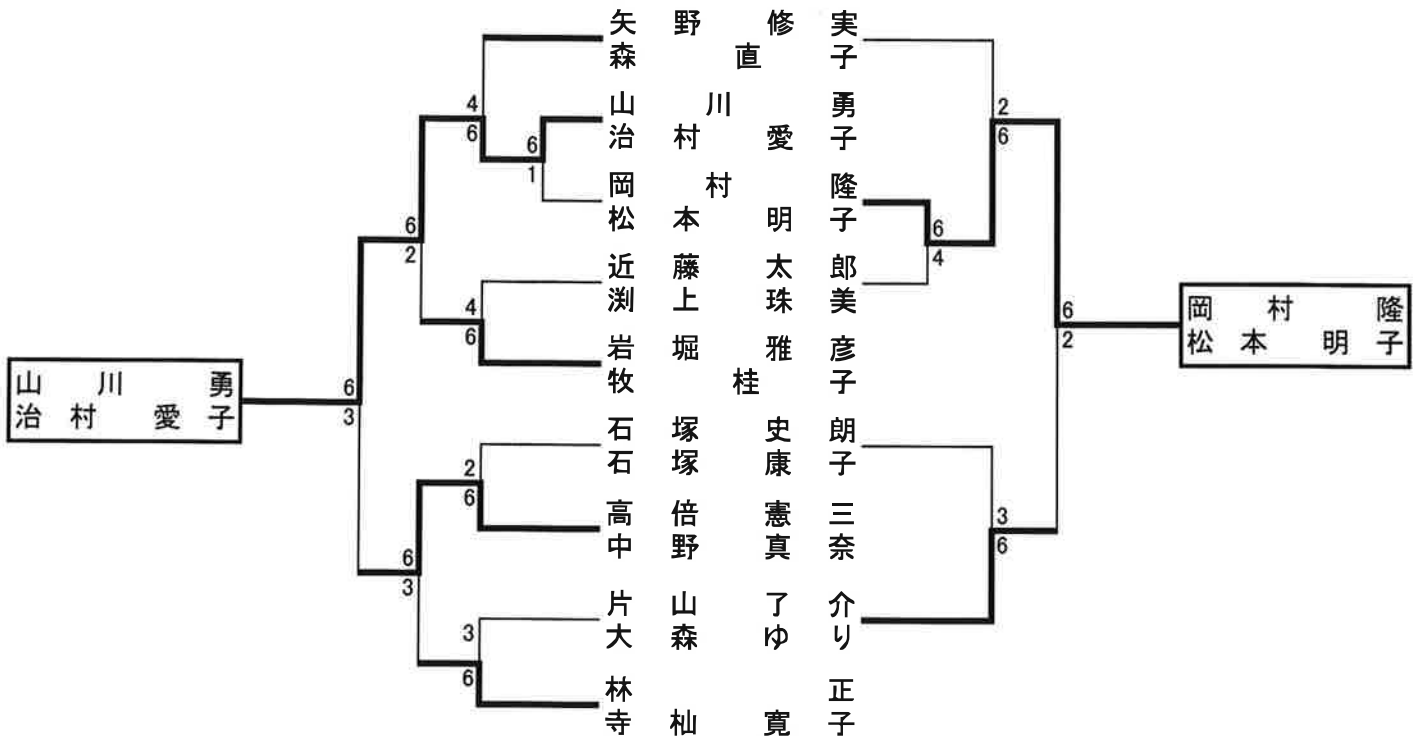 矢野修実
森直子
山川勇
治村愛子
岡村隆
松本明子
近藤太郎
渕上珠美
岩堀雅彦
牧桂子
石塚史朗
石塚康子
高倍憲三
中野真奈
片山了介
大森ゆり
林正
寺杣寛子
4
6
6
1
6
2
4
6
6
3
2
6
6
3
3
6
山川勇
治村愛子
2
6
6
4
6
2
3
6
岡村隆
松本明子